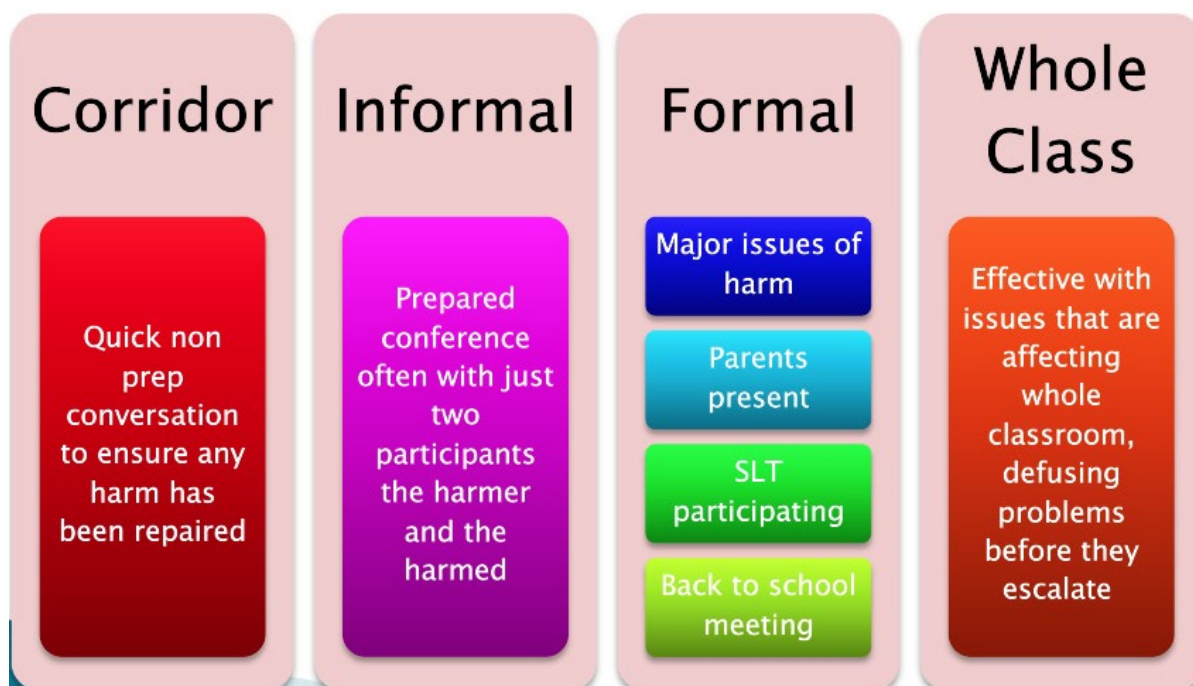 Corridor
Quick non
prep
conversation
to ensure any
harm has
been repaired
Informal
Prepared
conference
often with just
two
participants
the harmer
and the
harmed
Formal
Major issues of
harm
Parents
present
SLT
participating
Back to school
meeting
Whole
Class
Effective with
issues that are
affecting
whole
classroom,
defusing
problems
before they
escalate